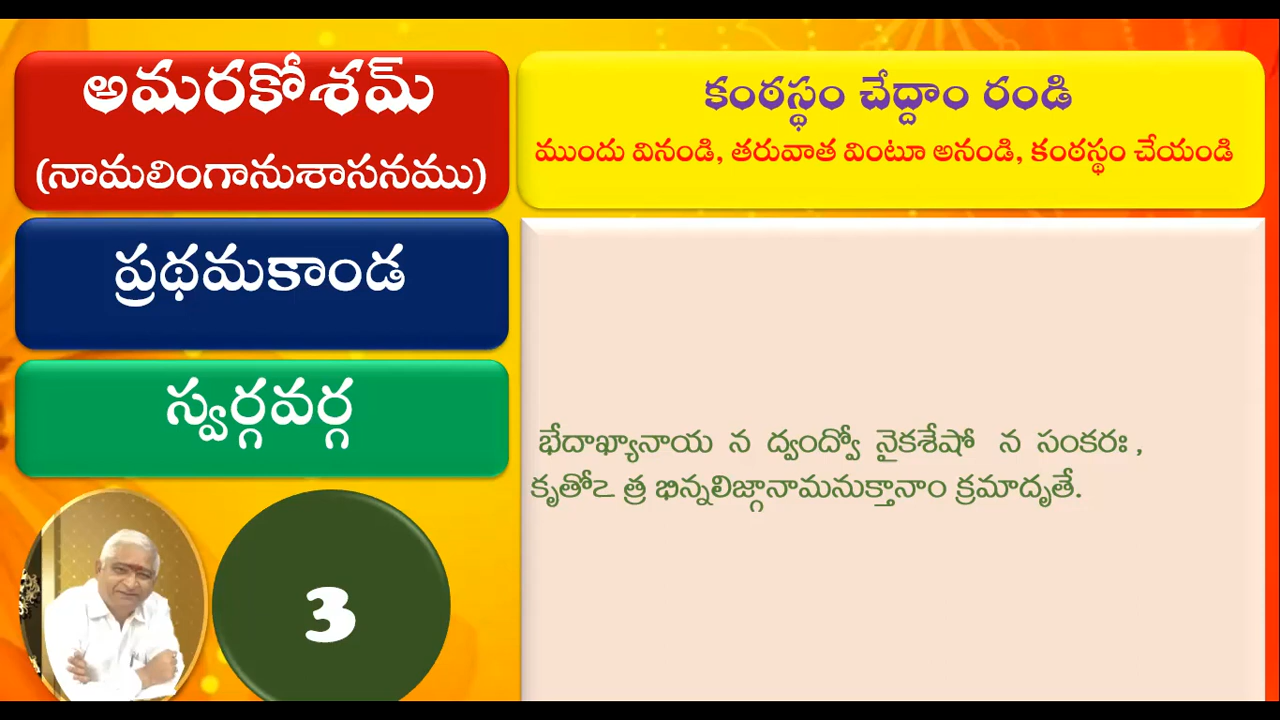 అమరకోశమ్
(నామలింగానుశాసనము)
కంఠస్థం చేద్దాం రండి
ముందు వినండి, తరువాత వింటూ అనండి, కంఠస్థం చేయండి
ప్రథమకాండ
స్వర్గవర్గ
భేదాఖ్యానాయ న ద్వంద్వో నైకశేషో న సంకరః ,
కృతోఽ త్ర భిన్నలిజ్గానామనుక్తానాం క్రమాదృతే.
3